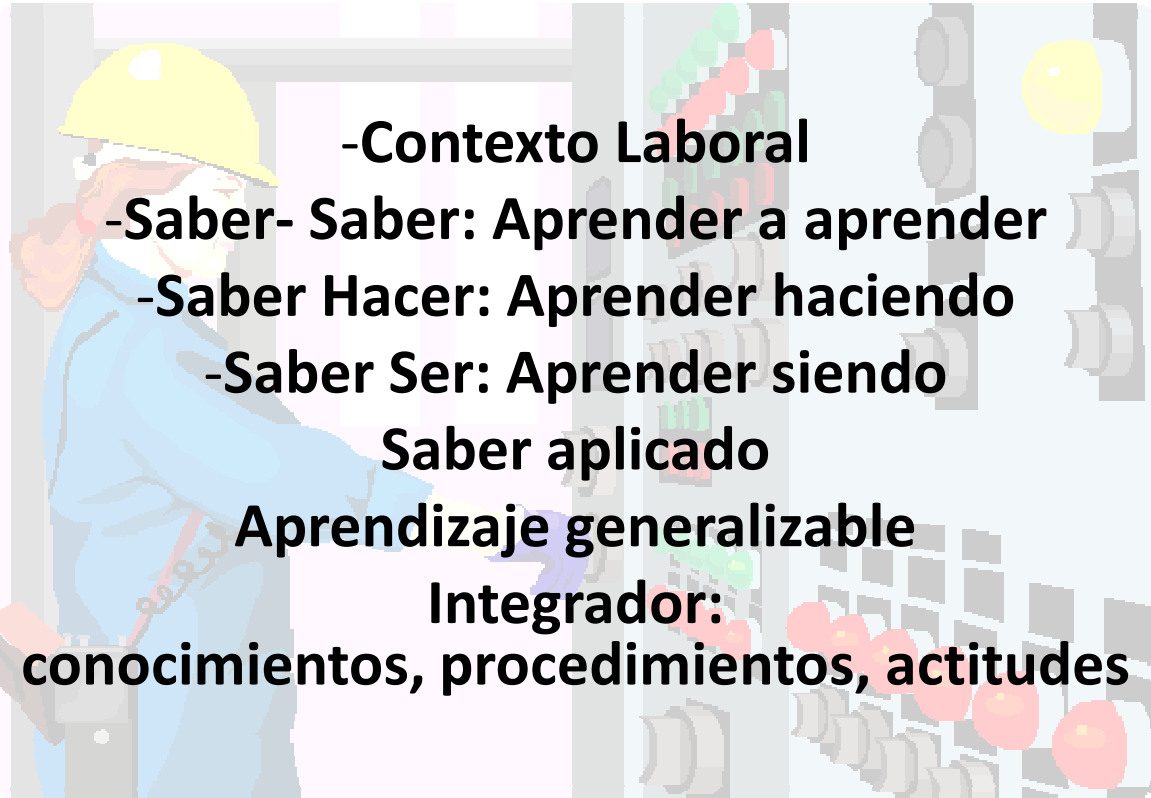 -Contexto Laboral
-Saber- Saber: Aprender a aprender
-Saber Hacer: Aprender haciendo
-Saber Ser: Aprender siendo
Saber aplicado
Aprendizaje generalizable
Integrador:
conocimientos, procedimientos, actitudes